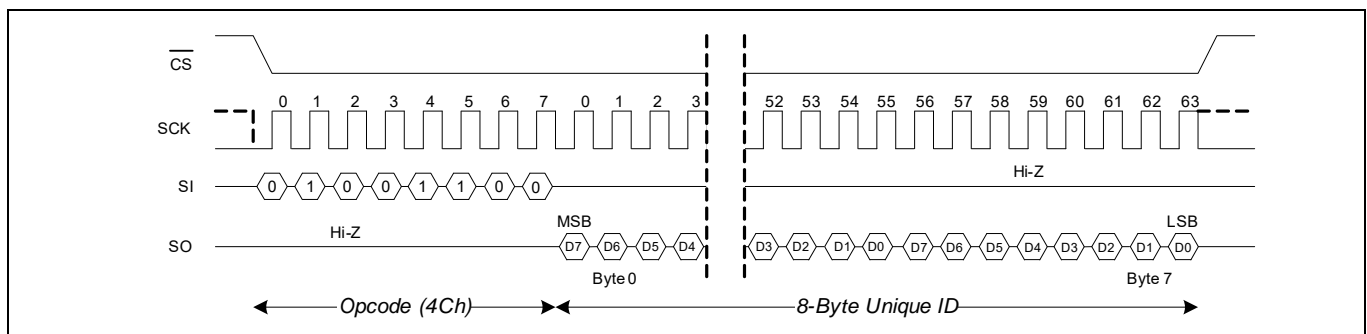 CS
0 1 2 3 4 5 6 7 0 1 2 3 52 53 54 55 56 57 58 59 60 61 62 63
SCK
Hi-Z
SI 0 1 0 0 1 1 0 0
MSB LSB
Hi-Z
SO D7 D6 D5 D4 D3 D2 D1 D0 D7 D6 D5 D4 D3 D2 D1 D0
Byte 0 Byte 7
Opcode (4Ch) 8-Byte Unique ID